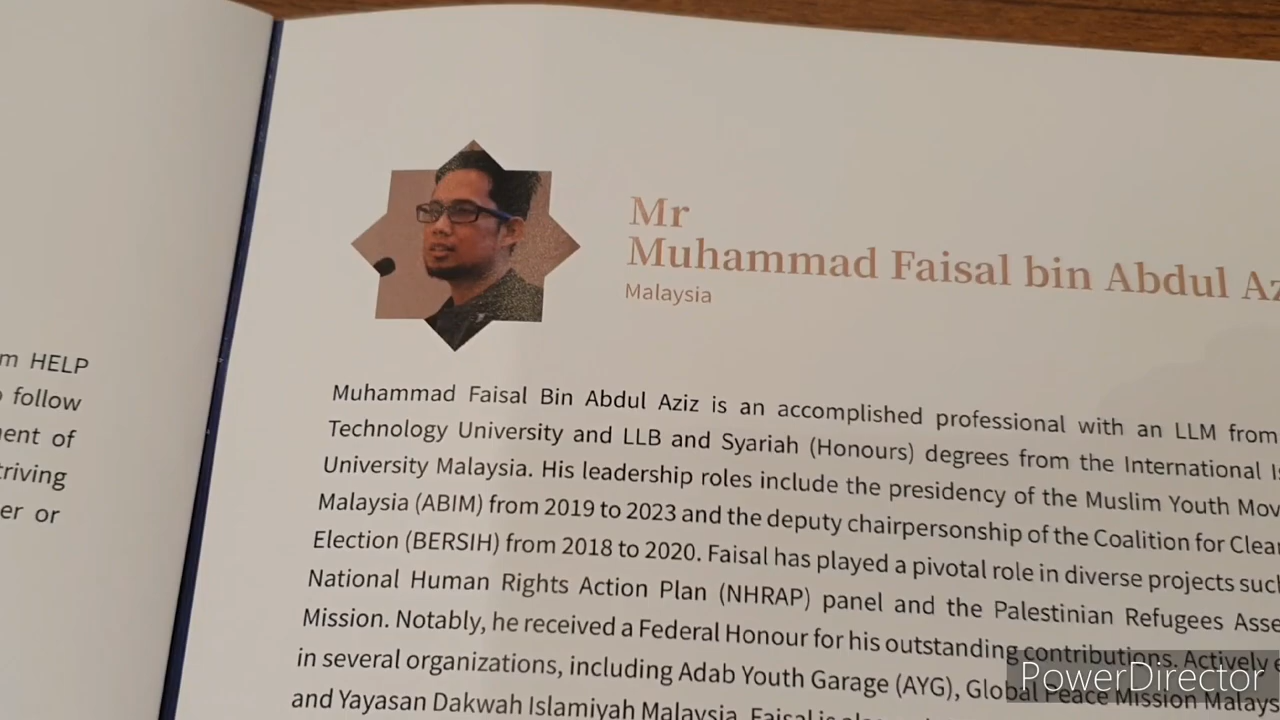 m HELP
follow
ent of
riving
er or
Mr
Muhammad Faisal bin Abdul Az
Malaysia
Muhammad Faisal Bin Abdul Aziz is an accomplished professional with an LLM from
Technology University and LLB and Syariah (Honours) degrees from the International I
University Malaysia. His leadership roles include the presidency of the Muslim Youth Mov
Malaysia (ABIM) from 2019 to 2023 and the deputy chairpersonship of the Coalition for Clea
Election (BERSIH) from 2018 to 2020. Faisal has played a pivotal role in diverse projects suc
National Human Rights Action Plan (NHRAP) panel and the Palestinian Refugees Asse
Mission. Notably, he received a Federal Honour for his outstanding contributions. Actively e
in several organizations, including Adab Youth Garage (AYG), Global Peace Mission Malays
and Yayasan Dakwah Islamiyah Malaysia. Faisal is
PowerDirector